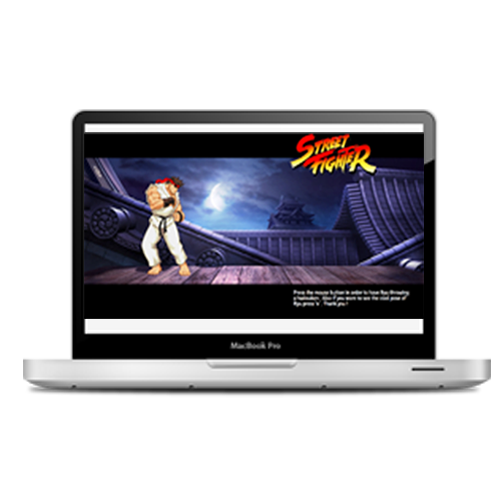 STREET
FIGHTER
Press the mouse button in order to have Ryu throwing
a hadouken. Also if you want to see the cool pose of
Ryu press 'x'. Thank you!
MacBook Pro